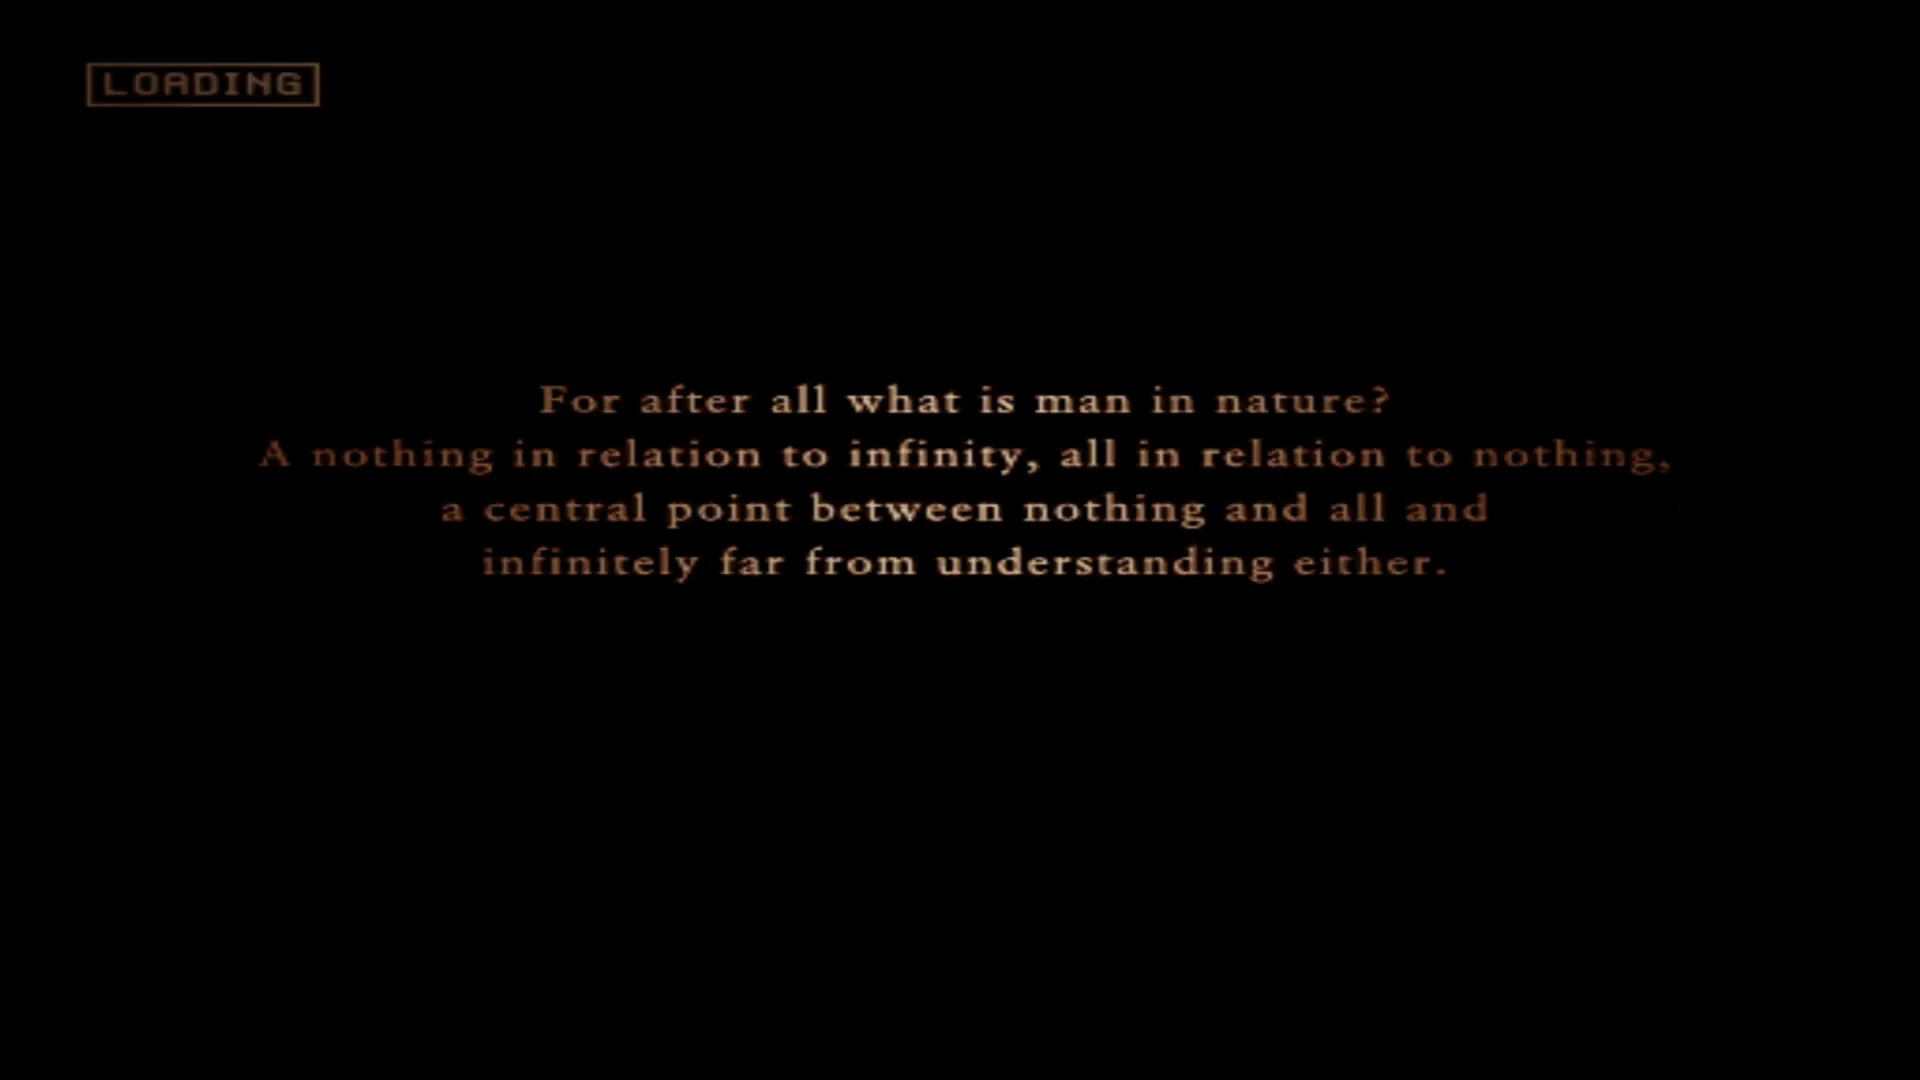 LOADING
For after all what is man in nature?
A nothing in relation to infinity, all in relation to nothing,
a central point between nothing and all and
infinitely far from understanding either.